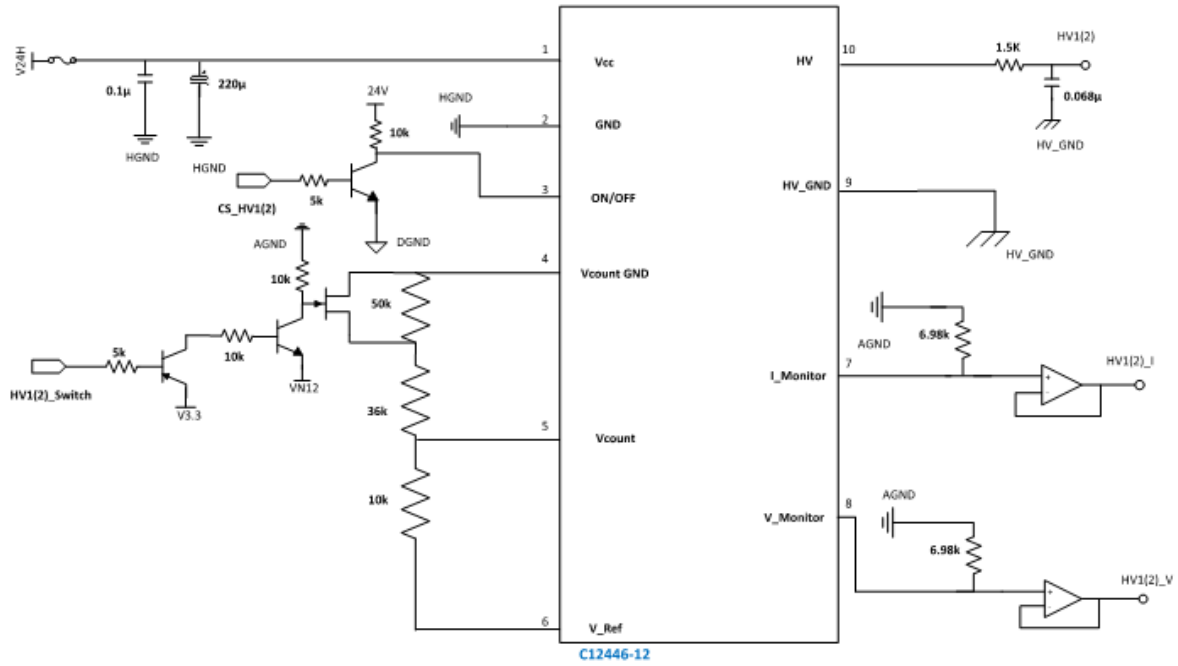 V24H
0.1µ
HGND
220µ
HGND
24V
10k
HGND
CS_HV1(2)
5k
DGND
AGND
10k
50k
5k
10k
HV1(2)_Switch
V3.3
VN12
36k
10k
1
Vcc
2
GND
3
ON/OFF
4
Vcount GND
5
Vcount
6
V_Ref
HV
10
HV_GND
9
I_Monitor
7
V_Monitor
8
C12446-12
1.5K
HV1(2)
0.068µ
HV_GND
HV_GND
AGND
6.98k
+
-
HV1(2)_I
AGND
6.98k
+
-
HV1(2)_V